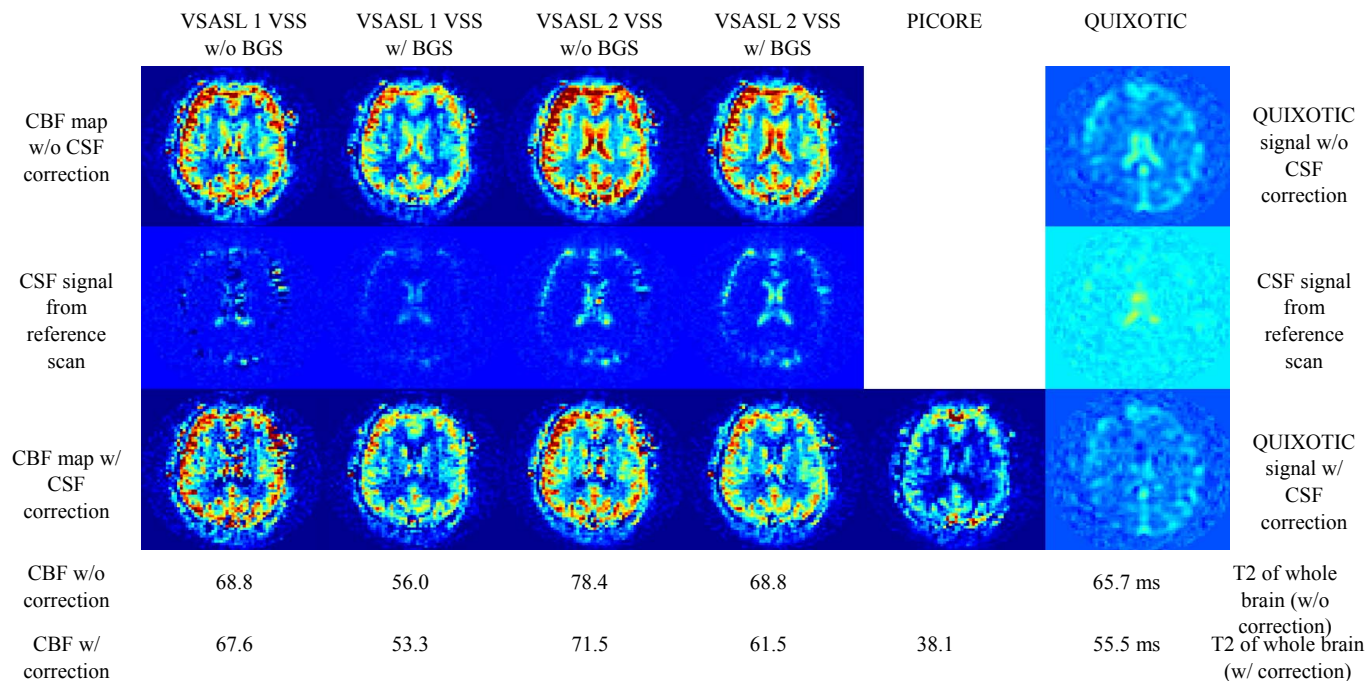 VSASL 1 VSS
w/o BGS
VSASL 1 VSS
w/ BGS
VSASL 2 VSS
w/o BGS
VSASL 2 VSS
w/ BGS
PICORE
QUIXOTIC
CBF map
w/o CSF
correction
QUIXOTIC
signal w/o
CSF
correction
CSF signal
from
reference
scan
CSF signal
from
reference
scan
CBF map w/
CSF
correction
QUIXOTIC
signal w/
CSF
correction
CBF w/o
correction
68.8
56.0
78.4
68.8
65.7 ms
T2 of whole
brain (w/o
correction)
CBF w/
correction
67.6
53.3
71.5
61.5
38.1
55.5 ms
T2 of whole brain
(w/ correction)